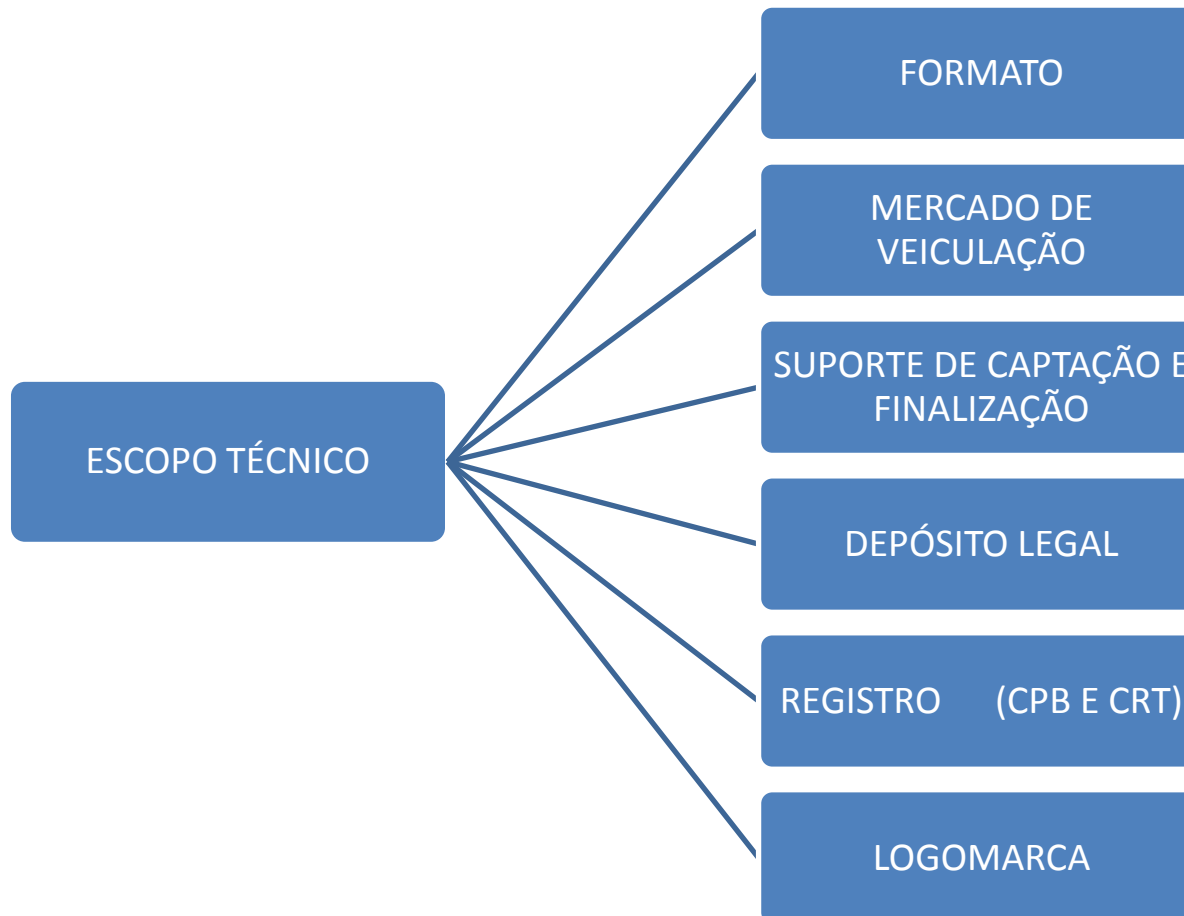 FORMATO
MERCADO DE
VEICULAÇÃO
SUPORTE DE CAPTAÇÃO E
FINALIZAÇÃO
ESCOPO TÉCNICO
DEPÓSITO LEGAL
REGISTRO (CPB E CRT)
LOGOMARCA